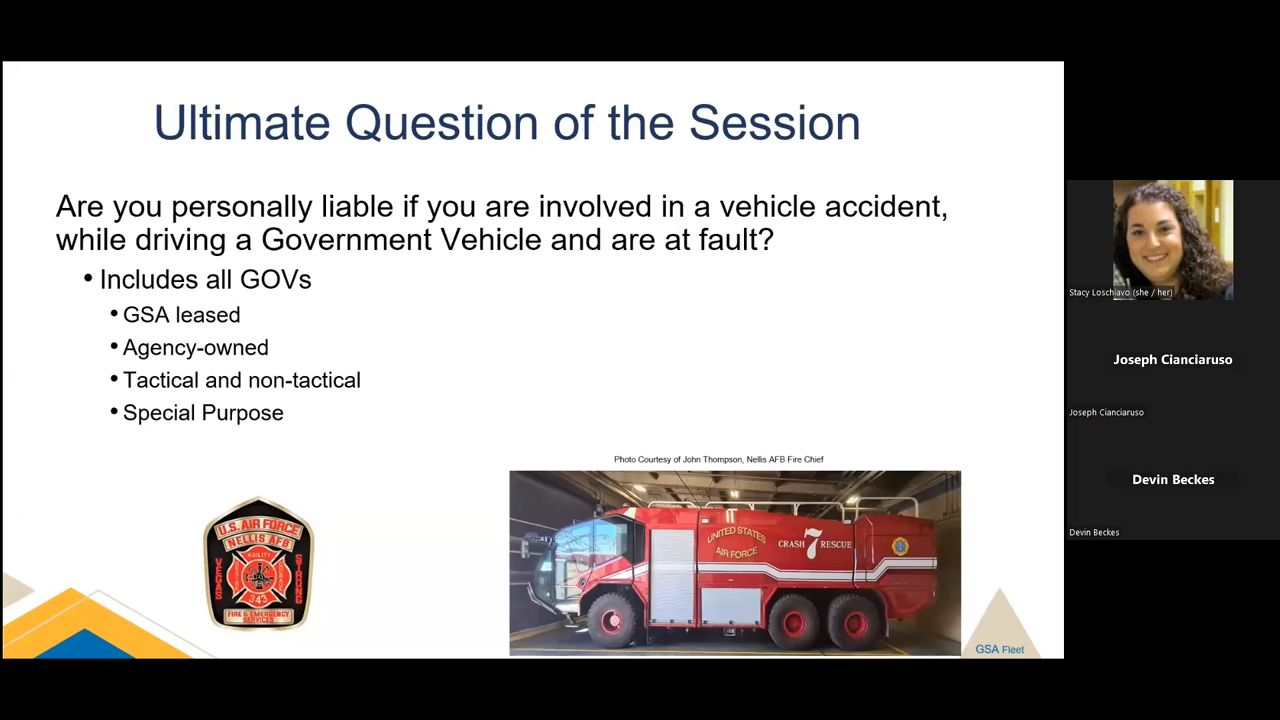 Ultimate Question of the Session
Are you personally liable if you are involved in a vehicle accident,
while driving a Government Vehicle and are at fault?
• Includes all GOVs
• GSA leased
• Agency-owned
• Tactical and non-tactical
• Special Purpose
Photo Courtesy of John Thompson, Nellis AFB Fire Chief
U.S. AIR FORCE
NELLIS AFB
AGILITY
VEGAS
STRONG
343
FIRE & EMERGENCY
SERVICES
UNITED STATES
AIR FORCE
CRASH 7 RESCUE
GSA Fleet
Stacy Loschiavo (she / her)
Joseph Cianciaruso
Joseph Cianciaruso
Devin Beckes
Devin Beckes